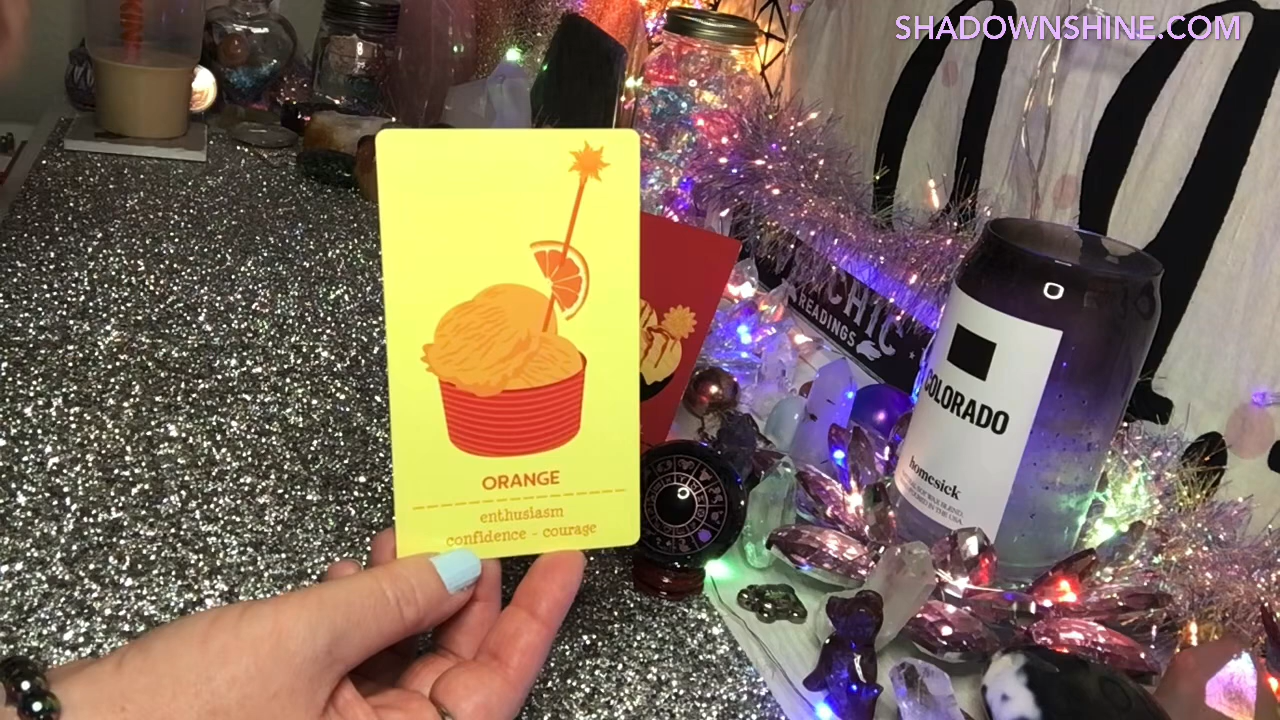 SHADOWNSHINE.COM
ORANGE
enthusiasm
confidence - courage
READINGS
COLORADO
homesick